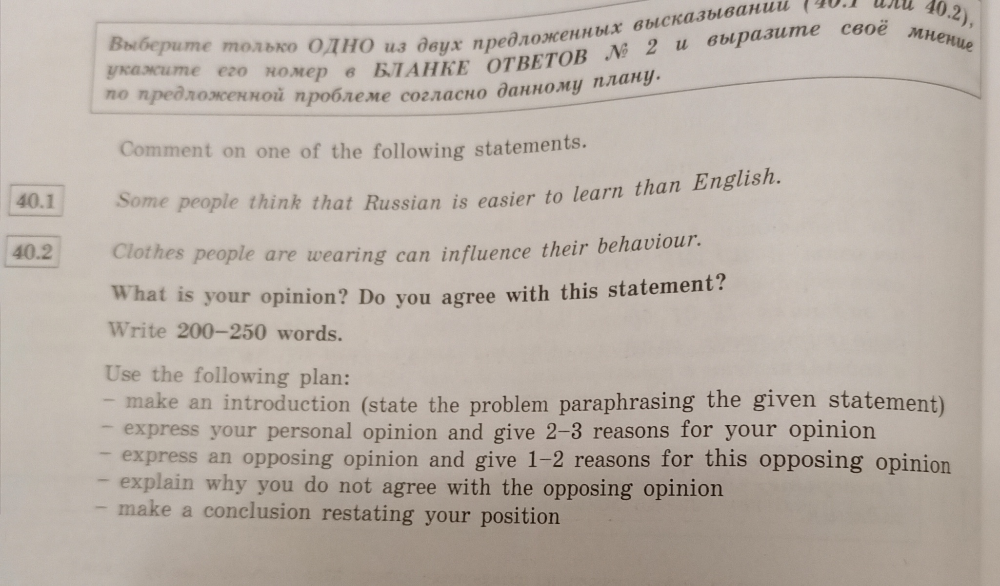 Выберите только ОДНО из двух предложенных высказываний (40.1 или 40.2),
укажите его номер в БЛАНКЕ ОТВЕТОВ № 2 и выразите своё мнение
по предложенной проблеме согласно данному плану.
Comment on one of the following statements.
40.1 Some people think that Russian is easier to learn than English.
40.2 Clothes people are wearing can influence their behaviour.
What is your opinion? Do you agree with this statement?
Write 200–250 words.
Use the following plan:
– make an introduction (state the problem paraphrasing the given statement)
– express your personal opinion and give 2–3 reasons for your opinion
– express an opposing opinion and give 1–2 reasons for this opposing opinion
– explain why you do not agree with the opposing opinion
– make a conclusion restating your position